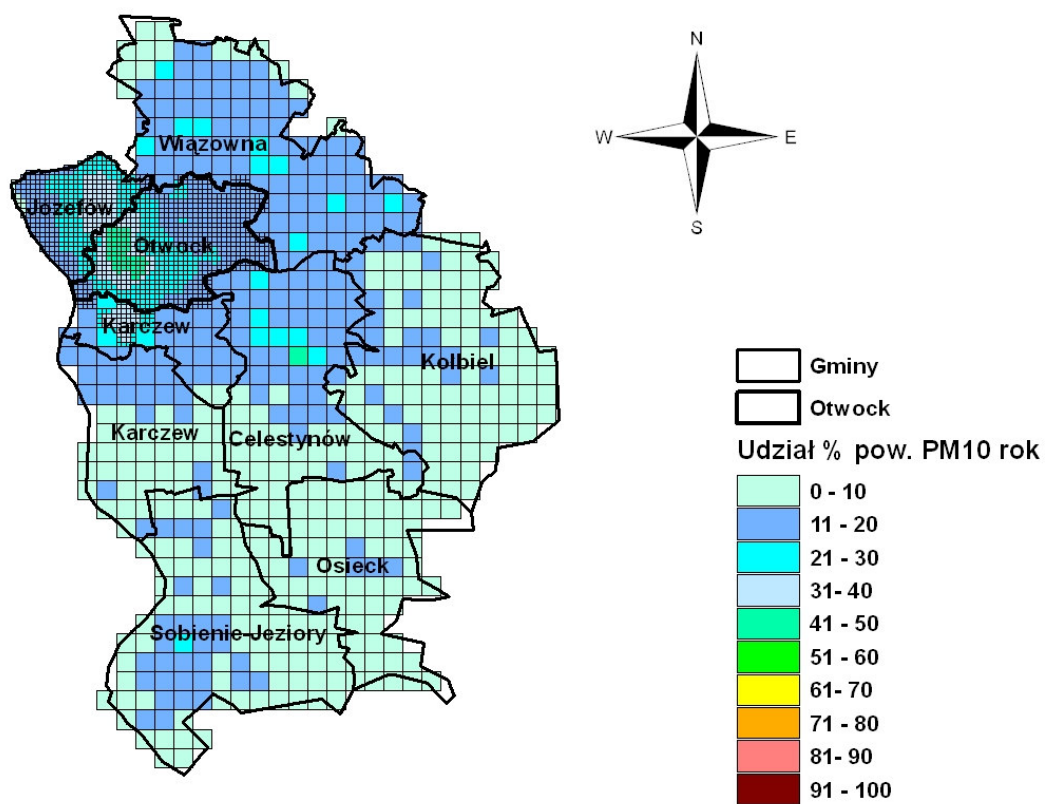 N
W
E
S
Wiązowna
Józefów
Otwock
Karczew
Kolbiel
Karczew
Celestynów
Osieck
Sobienie-Jeziory
Gminy
Otwock
Udział % pow. PM10 rok
0 - 10
11 - 20
21 - 30
31- 40
41 - 50
51 - 60
61- 70
71 - 80
81- 90
91 - 100